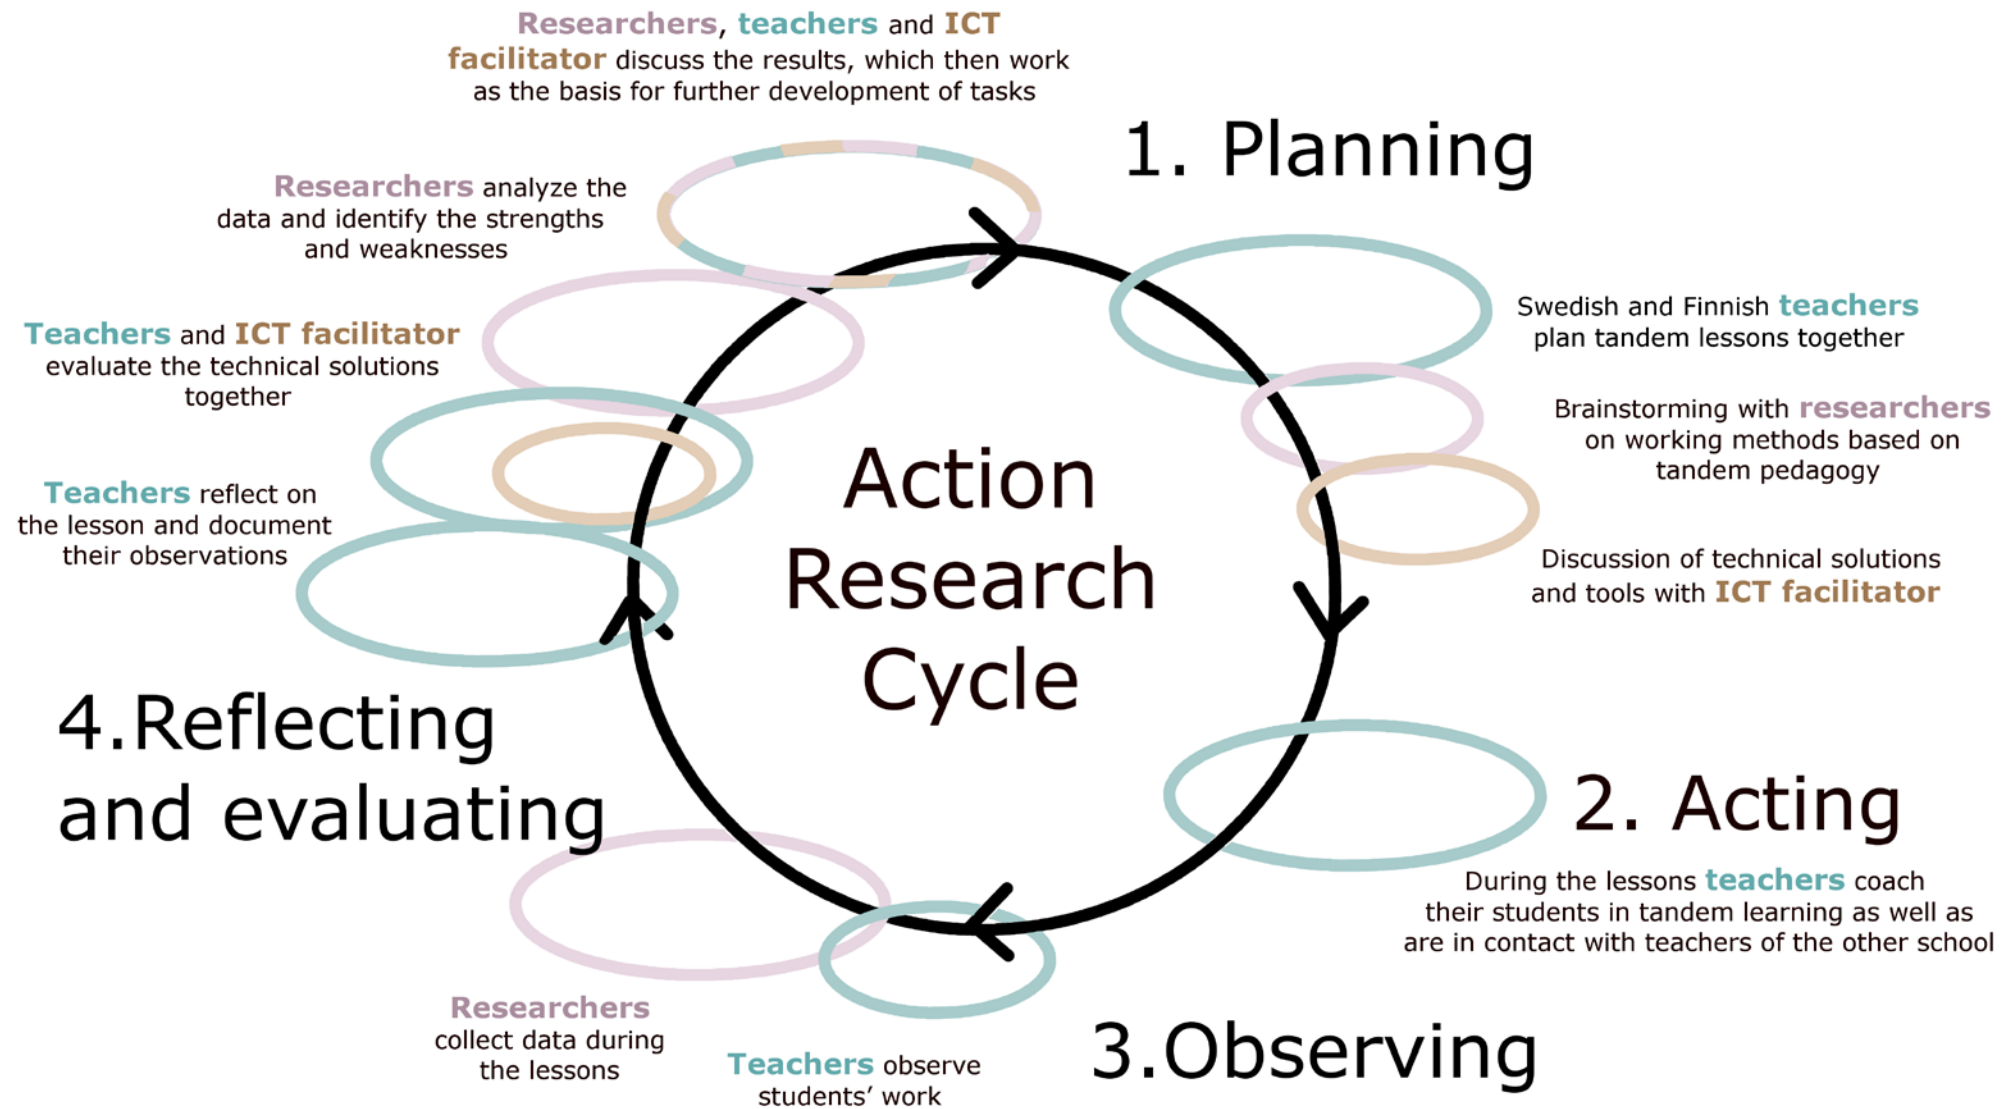 Researchers, teachers and ICT
facilitator discuss the results, which then work
as the basis for further development of tasks
1. Planning
Swedish and Finnish teachers
plan tandem lessons together
Brainstorming with researchers
on working methods based on
tandem pedagogy
Discussion of technical solutions
and tools with ICT facilitator
2. Acting
During the lessons teachers coach
their students in tandem learning as well as
are in contact with teachers of the other school
3.Observing
Teachers observe
students’ work
Researchers
collect data during
the lessons
4.Reflecting
and evaluating
Teachers reflect on
the lesson and document
their observations
Teachers and ICT facilitator
evaluate the technical solutions
together
Researchers analyze the
data and identify the strengths
and weaknesses
Action
Research
Cycle